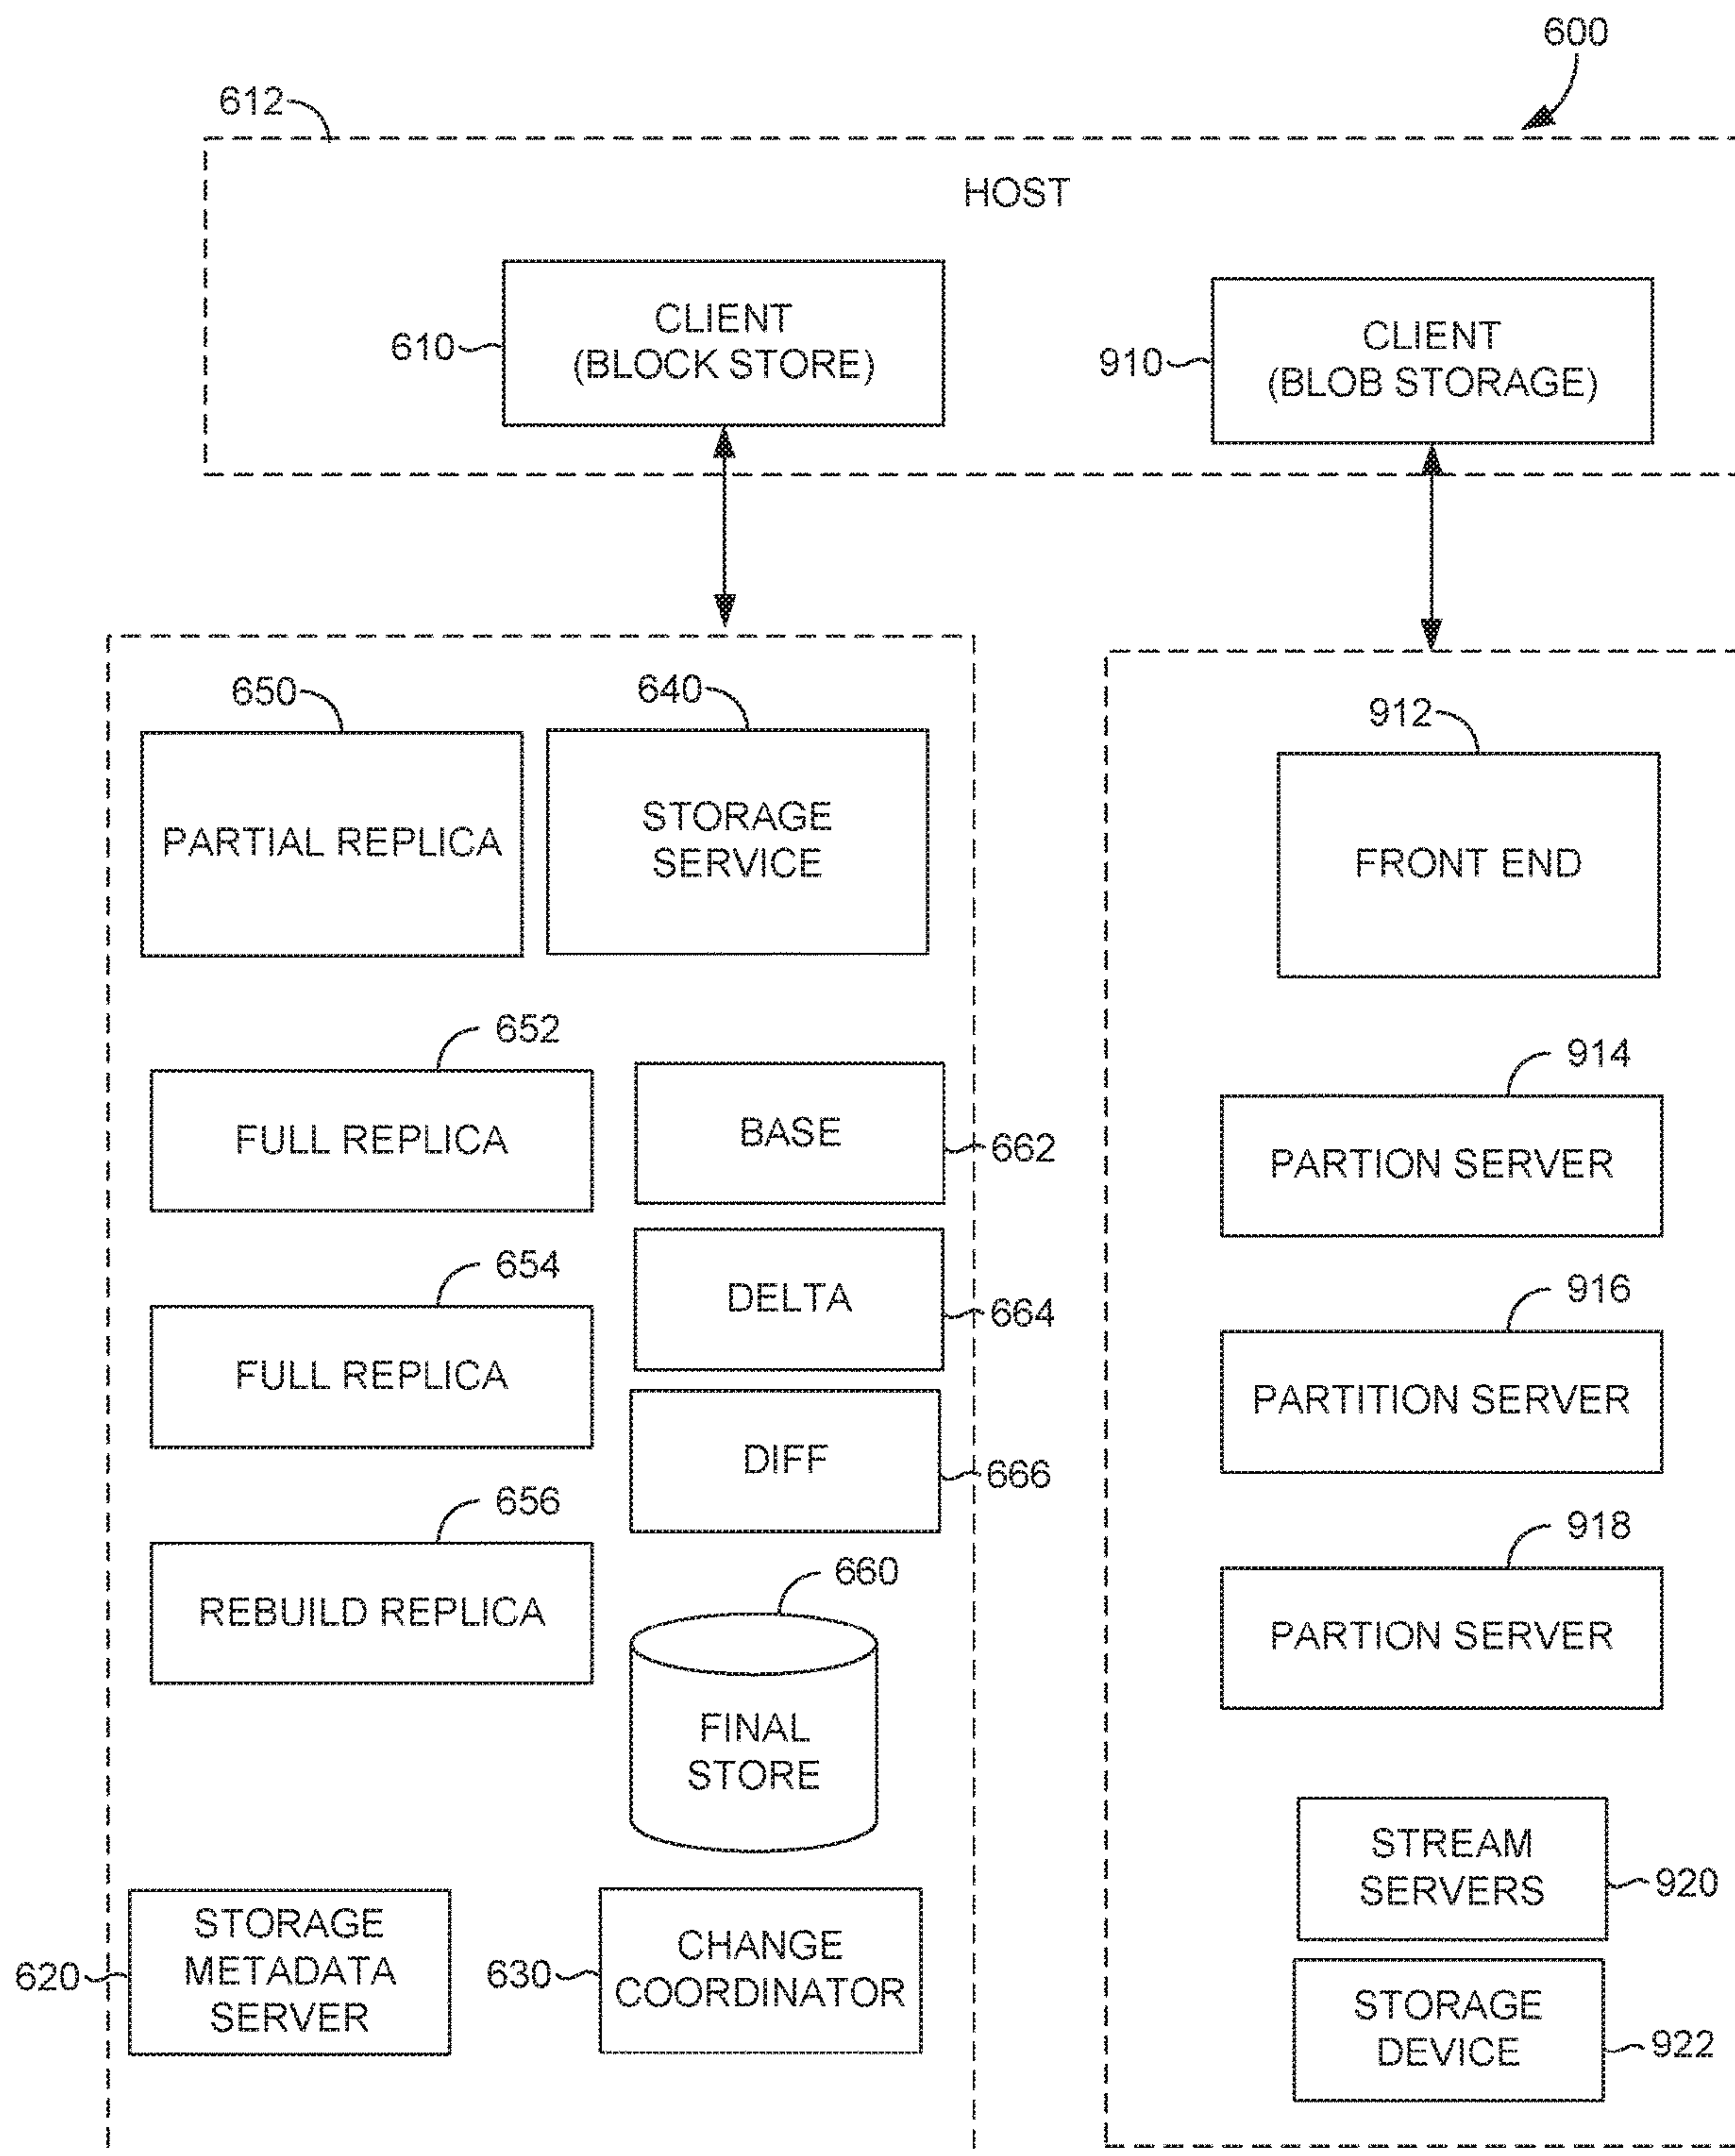 600
612
HOST
610
CLIENT
(BLOCK STORE)
910
CLIENT
(BLOB STORAGE)
650
PARTIAL REPLICA
640
STORAGE
SERVICE
652
FULL REPLICA
BASE
662
654
FULL REPLICA
DELTA
664
DIFF
666
656
REBUILD REPLICA
660
FINAL
STORE
620
STORAGE
METADATA
SERVER
630
CHANGE
COORDINATOR
912
FRONT END
914
PARTION SERVER
916
PARTITION SERVER
918
PARTION SERVER
STREAM
SERVERS
920
STORAGE
DEVICE
922